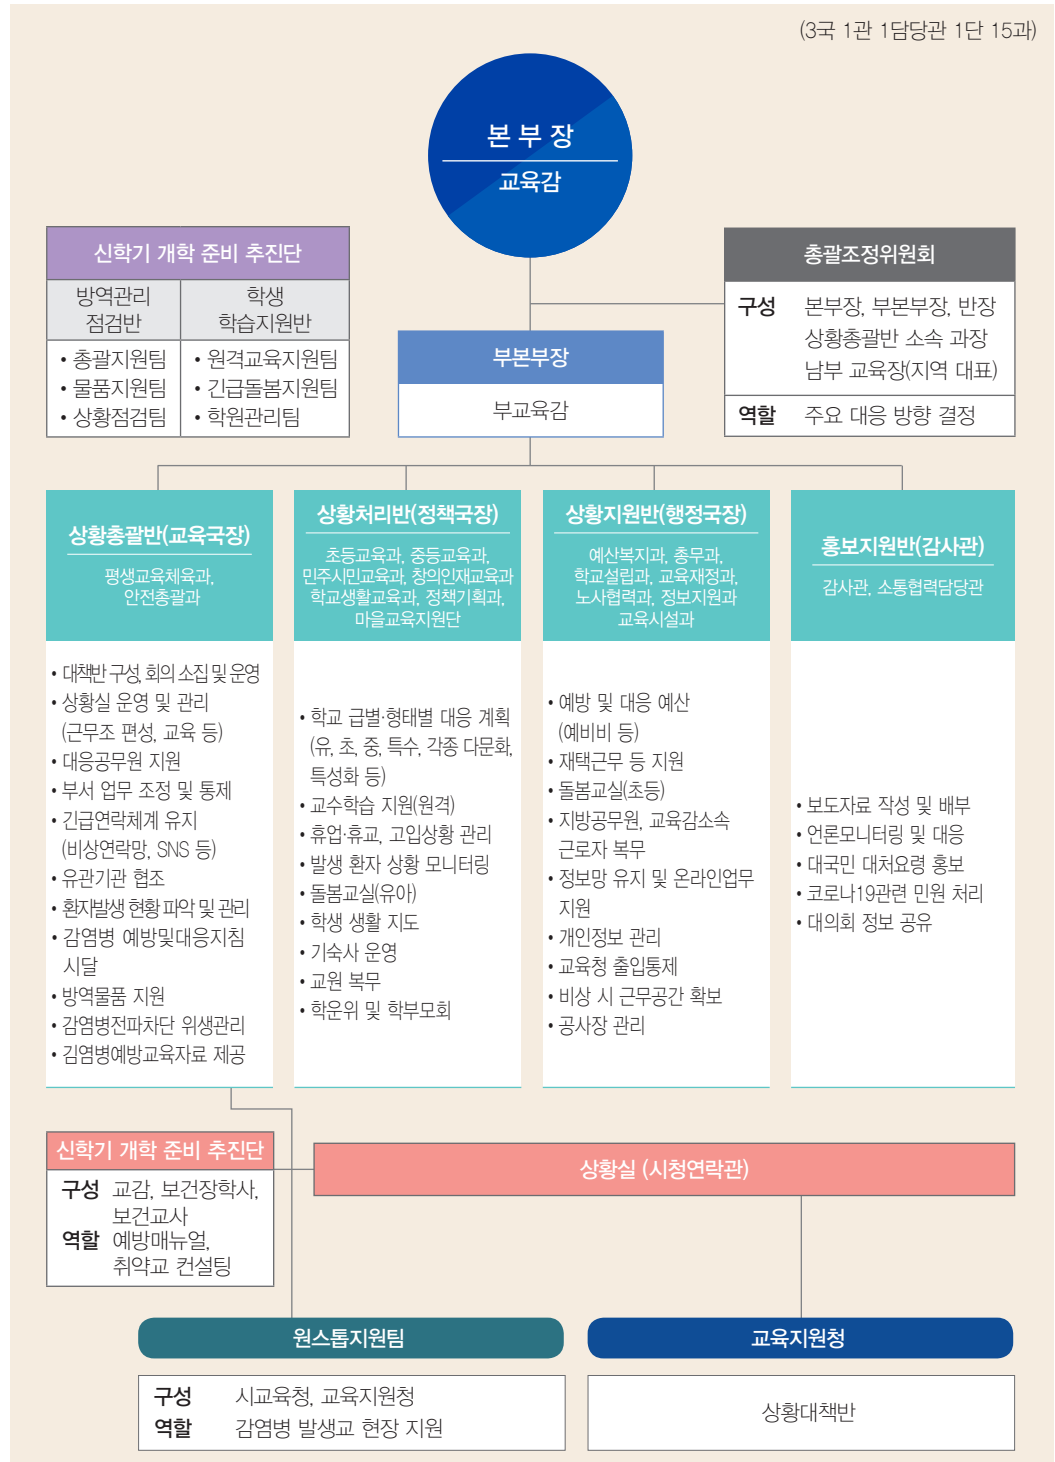 (3국 1관 1담당관 1단 15과)
본 부 장
교육감
신학기 개학 준비 추진단
방역관리
점검반
학생
학습지원반
• 총괄지원팀
• 물품지원팀
• 상황점검팀
• 원격교육지원팀
• 긴급돌봄지원팀
• 학원관리팀
총괄조정위원회
구성 본부장, 부본부장, 반장
상황총괄반 소속 과장
남부 교육장(지역 대표)
역할 주요 대응 방향 결정
부본부장
부교육감
상황총괄반(교육국장)
평생교육체육과,
안전총괄과
• 대책반 구성, 회의 소집 및 운영
• 상황실 운영 및 관리
(근무조 편성, 교육 등)
• 대응공무원 지원
• 부서 업무 조정 및 통제
• 긴급연락체계 유지
(비상연락망, SNS 등)
• 유관기관 협조
• 환자발생 현황 파악 및 관리
• 감염병 예방및대응지침
시달
• 방역물품 지원
• 감염병전파차단 위생관리
• 김염병예방교육자료 제공
상황처리반(정책국장)
초등교육과, 중등교육과,
민주시민교육과, 창의인재교육과
학교생활교육과, 정책기획과,
마을교육지원단
• 학교 급별·형태별 대응 계획
(유, 초, 중, 특수, 각종 다문화,
특성화 등)
• 교수학습 지원(원격)
• 휴업·휴교, 고입상황 관리
• 발생 환자 상황 모니터링
• 돌봄교실(유아)
• 학생 생활 지도
• 기숙사 운영
• 교원 복무
• 학운위 및 학부모회
상황지원반(행정국장)
예산복지과, 총무과,
학교설립과, 교육재정과,
노사협력과, 정보지원과
교육시설과
• 예방 및 대응 예산
(예비비 등)
• 재택근무 등 지원
• 돌봄교실(초등)
• 지방공무원, 교육감소속
근로자 복무
• 정보망 유지 및 온라인업무
지원
• 개인정보 관리
• 교육청 출입통제
• 비상 시 근무공간 확보
• 공사장 관리
홍보지원반(감사관)
감사관, 소통협력담당관
• 보도자료 작성 및 배부
• 언론모니터링 및 대응
• 대국민 대처요령 홍보
• 코로나19관련 민원 처리
• 대의회 정보 공유
신학기 개학 준비 추진단
구성 교감, 보건장학사,
보건교사
역할 예방매뉴얼,
취약교 컨설팅
상황실 (시청연락관)
원스톱지원팀
구성 시교육청, 교육지원청
역할 감염병 발생교 현장 지원
교육지원청
상황대책반